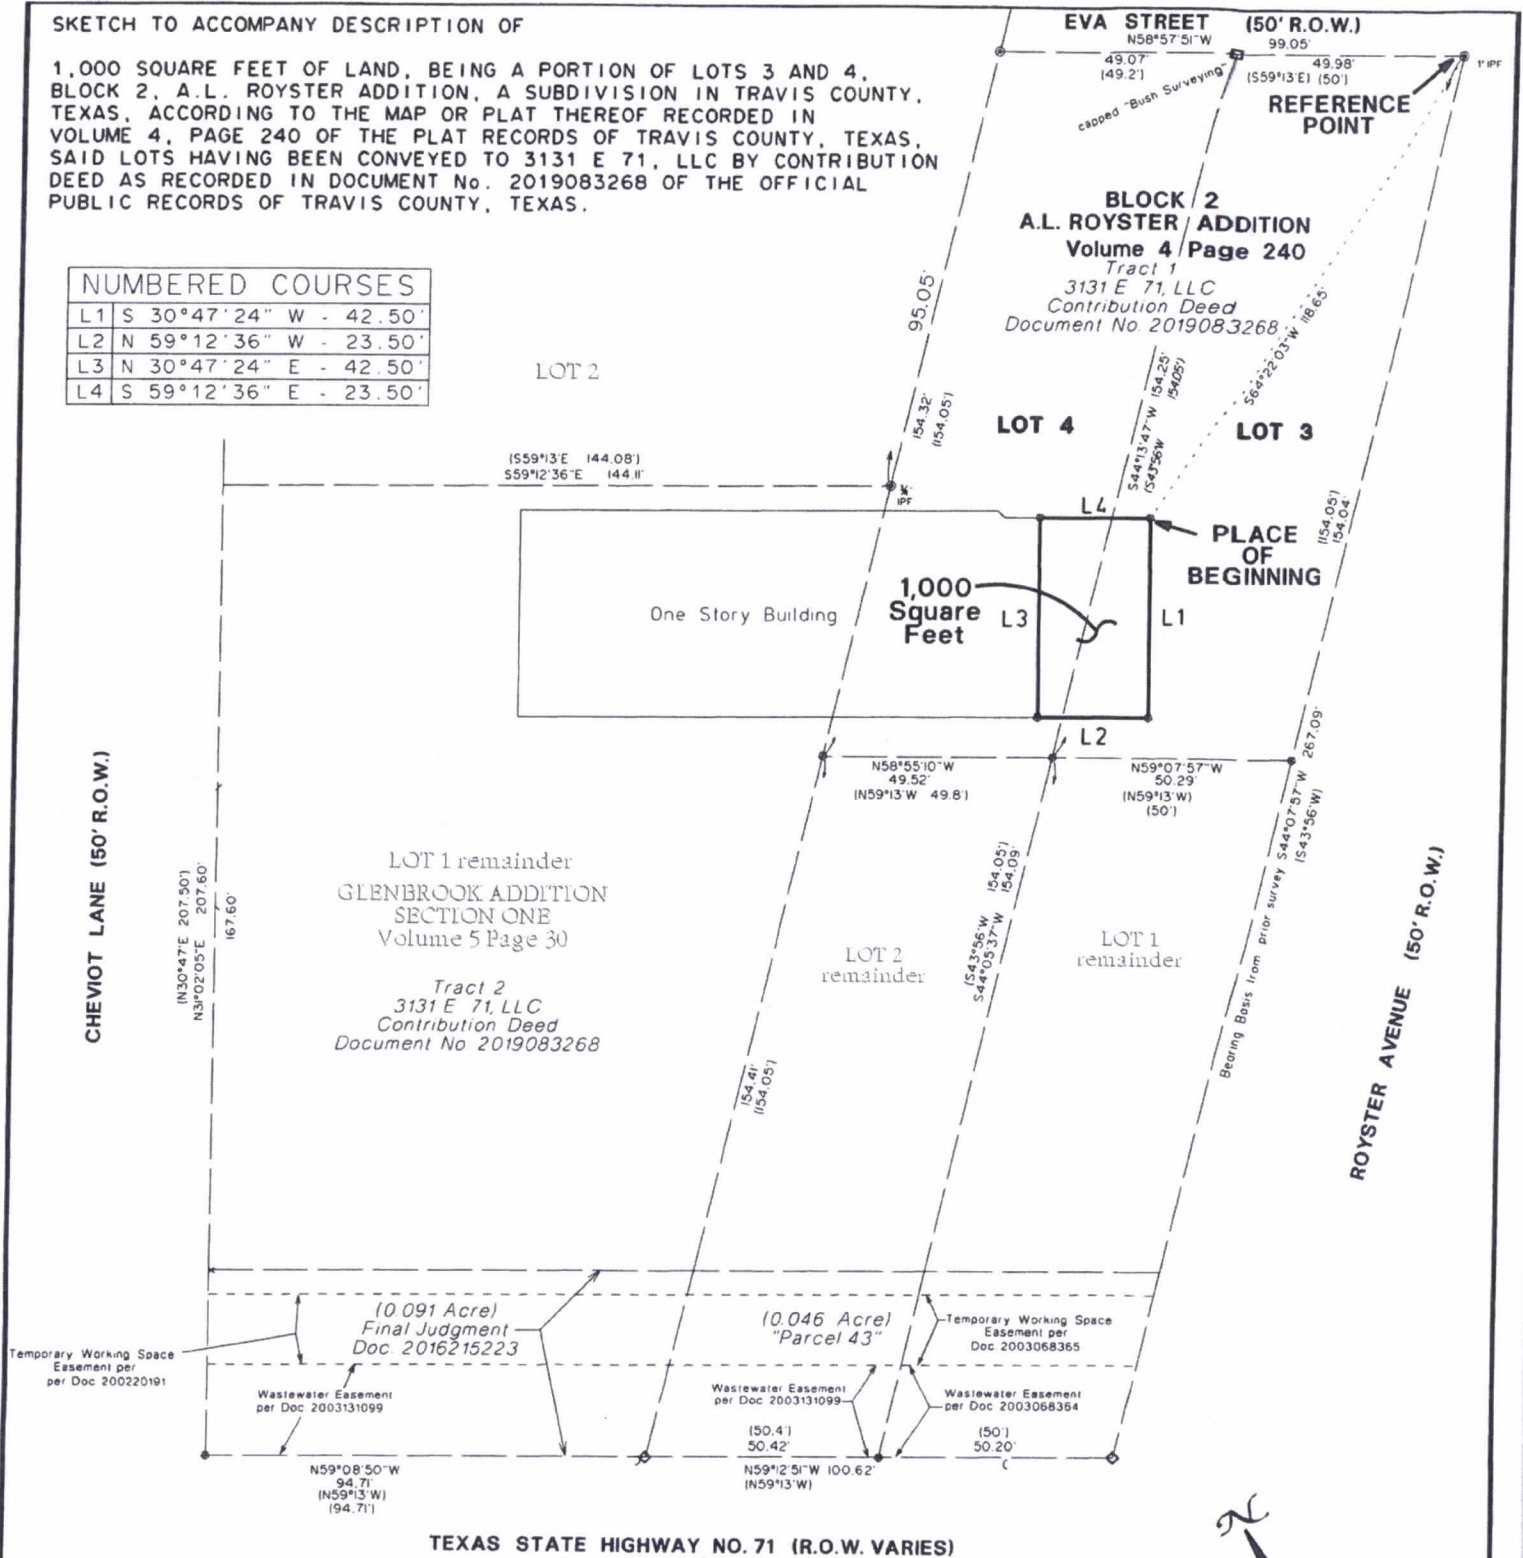 SKETCH TO ACCOMPANY DESCRIPTION OF
1,000 SQUARE FEET OF LAND, BEING A PORTION OF LOTS 3 AND 4,
BLOCK 2, A.L. ROYSTER ADDITION, A SUBDIVISION IN TRAVIS COUNTY,
TEXAS, ACCORDING TO THE MAP OR PLAT THEREOF RECORDED IN
VOLUME 4, PAGE 240 OF THE PLAT RECORDS OF TRAVIS COUNTY, TEXAS,
SAID LOTS HAVING BEEN CONVEYED TO 3131 E 71, LLC BY CONTRIBUTION
DEED AS RECORDED IN DOCUMENT No. 2019083268 OF THE OFFICIAL
PUBLIC RECORDS OF TRAVIS COUNTY, TEXAS.
NUMBERED COURSES
L1 S 30°47'24" W - 42.50'
L2 N 59°12'36" W - 23.50'
L3 N 30°47'24" E - 42.50'
L4 S 59°12'36" E - 23.50'
EVA STREET (50' R.O.W.)
N58°57'51"W 99.05'
49.07'
(49.2')
49.98'
(S59°13'E) (50')
1" IPF
capped "Bush Surveying"
REFERENCE
POINT
BLOCK 2
A.L. ROYSTER ADDITION
Volume 4 Page 240
Tract 1
3131 E 71, LLC
Contribution Deed
Document No. 2019083268
95.05'
154.32'
(154.05')
S44°13'47"W 154.25'
(S43°56'W 154.05')
S64°22'03"W 118.65'
LOT 2
LOT 4
LOT 3
(S59°13'E 144.08')
S59°12'36"E 144.11'
IPF
(154.05')
154.04'
L4
PLACE
OF
BEGINNING
1,000
Square
Feet
One Story Building
L3
L1
L2
N58°55'10"W
49.52'
(N59°13'W 49.8')
N59°07'57"W
50.29'
(N59°13'W)
(50')
Bearing Basis from prior survey S44°07'57"W 267.09'
(S43°56'W)
CHEVIOT LANE (50' R.O.W.)
(N30°47'E 207.50')
N31°02'05"E 207.60'
167.60'
LOT 1 remainder
GLENBROOK ADDITION
SECTION ONE
Volume 5 Page 30
Tract 2
3131 E 71, LLC
Contribution Deed
Document No 2019083268
LOT 2
remainder
LOT 1
remainder
(S43°56'W 154.05')
S44°05'37"W 154.09'
154.41'
(154.05')
ROYSTER AVENUE (50' R.O.W.)
(0.091 Acre)
Final Judgment
Doc. 2016215223
(0.046 Acre)
"Parcel 43"
Temporary Working Space
Easement per
Doc. 2003068365
Temporary Working Space
Easement per
per Doc 200220191
Wastewater Easement
per Doc 2003131099
Wastewater Easement
per Doc 2003131099
Wastewater Easement
per Doc 2003068364
(50.4')
50.42'
(50')
50.20'
N59°08'50"W
94.71'
(N59°13'W)
(94.71')
N59°12'51"W 100.62'
(N59°13'W)
TEXAS STATE HIGHWAY NO. 71 (R.O.W. VARIES)
N